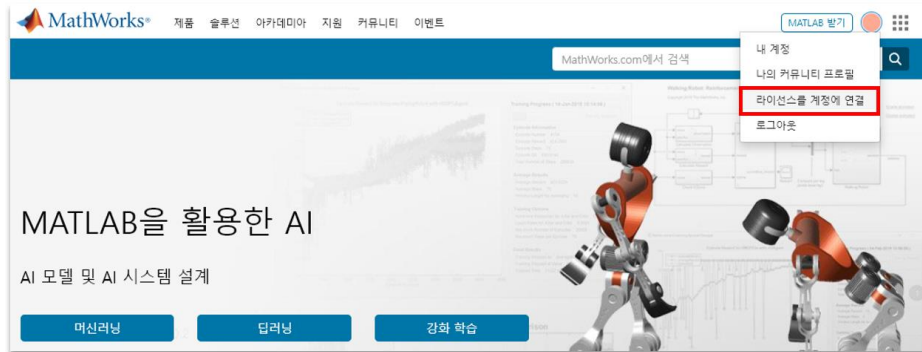 MathWorks®
제품 솔루션 아카데미아 지원 커뮤니티 이벤트
MATLAB 받기
MathWorks.com에서 검색
내 계정
나의 커뮤니티 프로필
라이선스를 계정에 연결
로그아웃
MATLAB을 활용한 AI
AI 모델 및 AI 시스템 설계
머신러닝
딥러닝
강화 학습